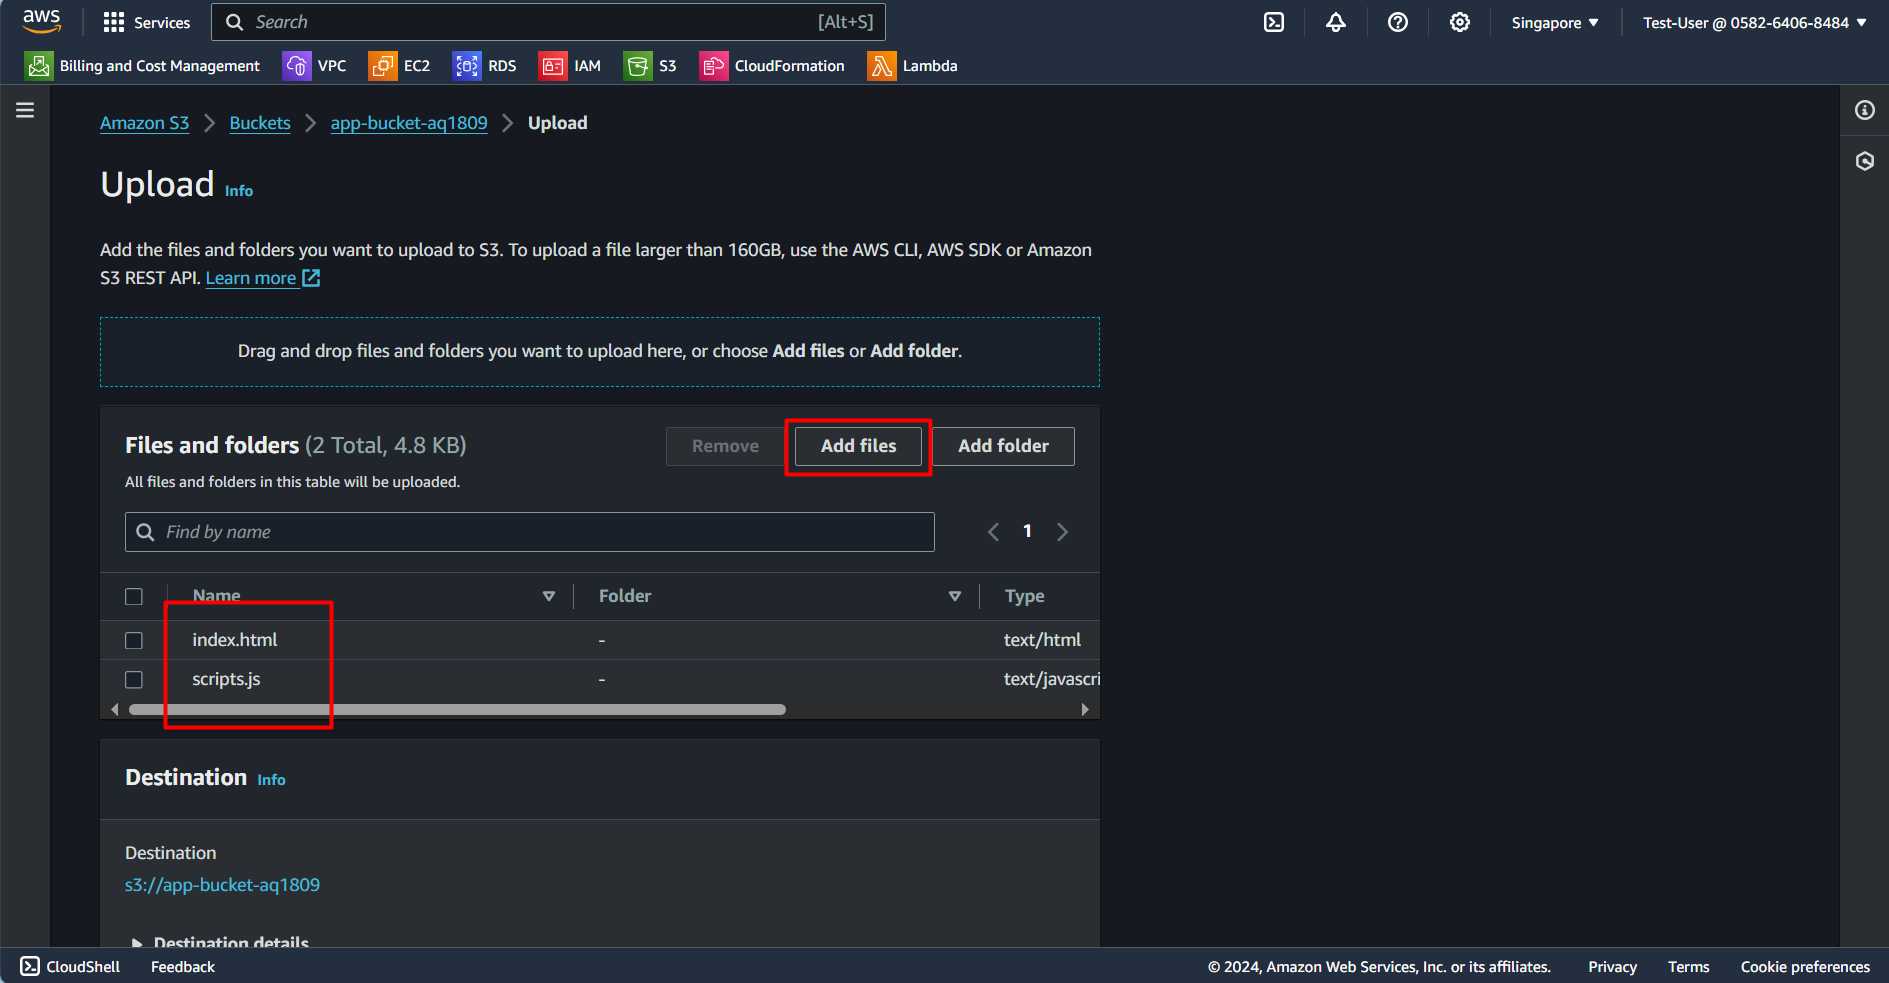 aws
Services
Search [Alt+S]
Singapore
Test-User @ 0582-6406-8484
Billing and Cost Management
VPC
EC2
RDS
IAM
S3
CloudFormation
Lambda
Amazon S3 > Buckets > app-bucket-aq1809 > Upload
Upload Info
Add the files and folders you want to upload to S3. To upload a file larger than 160GB, use the AWS CLI, AWS SDK or Amazon
S3 REST API. Learn more
Drag and drop files and folders you want to upload here, or choose Add files or Add folder.
Files and folders (2 Total, 4.8 KB)
Remove
Add files
Add folder
All files and folders in this table will be uploaded.
Find by name
1
Name
Folder
Type
index.html - text/html
scripts.js - text/javascri
Destination Info
Destination
s3://app-bucket-aq1809
Destination details
CloudShell
Feedback
© 2024, Amazon Web Services, Inc. or its affiliates.
Privacy
Terms
Cookie preferences